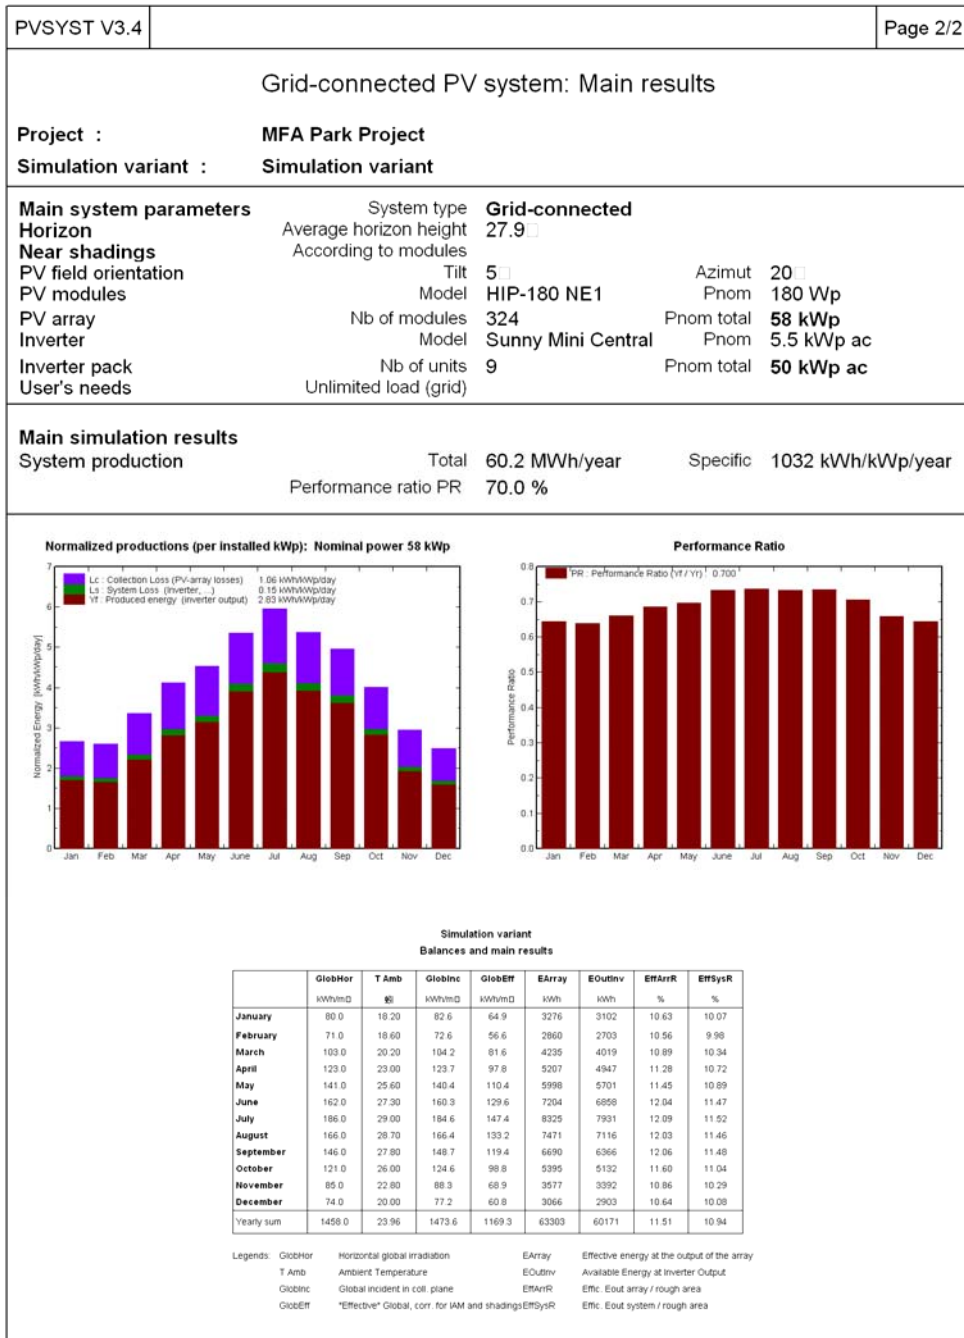 PVSYST V3.4 Page 2/2
Grid-connected PV system: Main results
Project : MFA Park Project
Simulation variant : Simulation variant
Main system parameters System type Grid-connected
Horizon Average horizon height 27.9□
Near shadings According to modules
PV field orientation Tilt 5□ Azimut 20□
PV modules Model HIP-180 NE1 Pnom 180 Wp
PV array Nb of modules 324 Pnom total 58 kWp
Inverter Model Sunny Mini Central Pnom 5.5 kWp ac
Inverter pack Nb of units 9 Pnom total 50 kWp ac
User's needs Unlimited load (grid)
Main simulation results
System production Total 60.2 MWh/year Specific 1032 kWh/kWp/year
Performance ratio PR 70.0 %
Normalized productions (per installed kWp): Nominal power 58 kWp
Lc : Collection Loss (PV-array losses) 1.06 kWh/kWp/day
Ls : System Loss (Inverter, ...) 0.15 kWh/kWp/day
Yf : Produced energy (inverter output) 2.83 kWh/kWp/day
Normalized Energy [kWh/kWp/day]
7
6
5
4
3
2
1
0
Jan Feb Mar Apr May June Jul Aug Sep Oct Nov Dec
Performance Ratio
PR : Performance Ratio (Yf / Yr) : 0.700
Performance Ratio
0.8
0.7
0.6
0.5
0.4
0.3
0.2
0.1
0.0
Jan Feb Mar Apr May June Jul Aug Sep Oct Nov Dec
Simulation variant
Balances and main results
GlobHor T Amb GlobInc GlobEff EArray EOutInv EffArrR EffSysR
kWh/m□ kWh/m□ kWh/m□ kWh kWh % %
January 80.0 18.20 82.6 64.9 3276 3102 10.63 10.07
February 71.0 18.60 72.6 56.6 2860 2703 10.56 9.98
March 103.0 20.20 104.2 81.6 4235 4019 10.89 10.34
April 123.0 23.00 123.7 97.8 5207 4947 11.28 10.72
May 141.0 25.60 140.4 110.4 5998 5701 11.45 10.89
June 162.0 27.30 160.3 129.6 7204 6858 12.04 11.47
July 186.0 29.00 184.6 147.4 8325 7931 12.09 11.52
August 166.0 28.70 166.4 133.2 7471 7116 12.03 11.46
September 146.0 27.80 148.7 119.4 6690 6366 12.06 11.48
October 121.0 26.00 124.6 98.8 5395 5132 11.60 11.04
November 85.0 22.80 88.3 68.9 3577 3392 10.86 10.29
December 74.0 20.00 77.2 60.8 3066 2903 10.64 10.08
Yearly sum 1458.0 23.96 1473.6 1169.3 63303 60171 11.51 10.94
Legends: GlobHor Horizontal global irradiation EArray Effective energy at the output of the array
T Amb Ambient Temperature EOutInv Available Energy at Inverter Output
GlobInc Global incident in coll. plane EffArrR Effic. Eout array / rough area
GlobEff "Effective" Global, corr. for IAM and shadings EffSysR Effic. Eout system / rough area